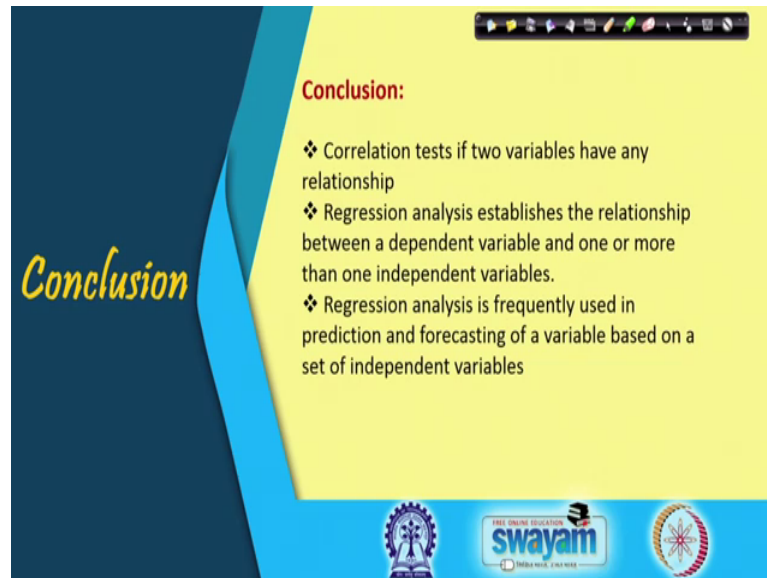 Conclusion
Conclusion:
❖ Correlation tests if two variables have any
relationship
❖ Regression analysis establishes the relationship
between a dependent variable and one or more
than one independent variables.
❖ Regression analysis is frequently used in
prediction and forecasting of a variable based on a
set of independent variables
FREE ONLINE EDUCATION
swayam